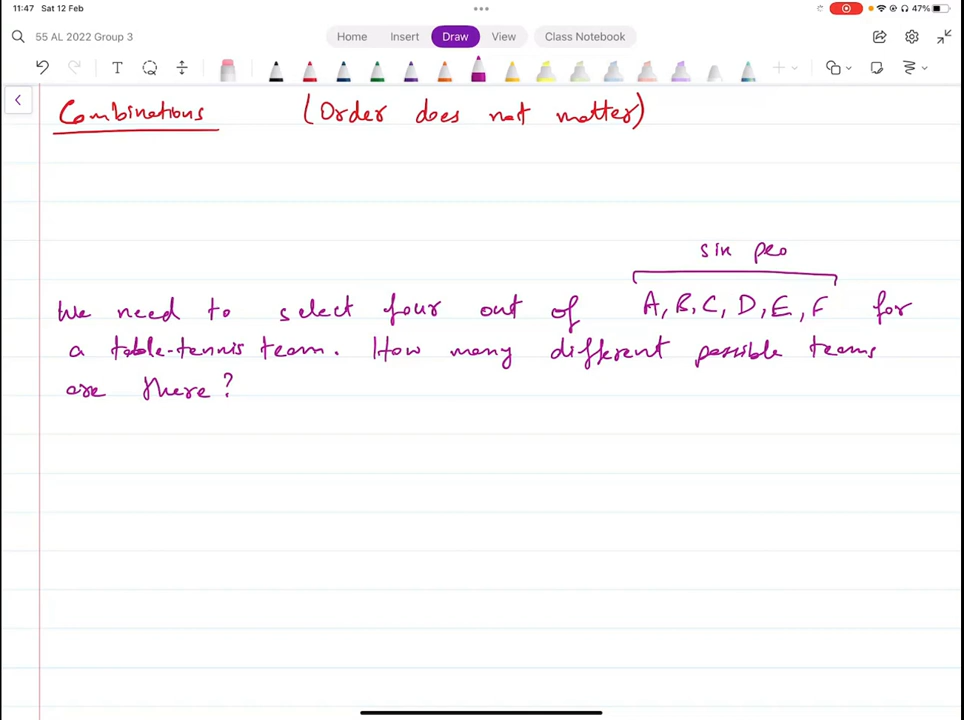 11:47 Sat 12 Feb
47%
55 AL 2022 Group 3
Home Insert Draw View Class Notebook
T
Combinations (Order does not matter)
six peo
We need to select four out of A, B, C, D, E, F for
a table-tennis team. How many different possible teams
are there?